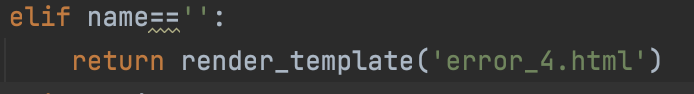 elif name=='':
    return render_template('error_4.html')